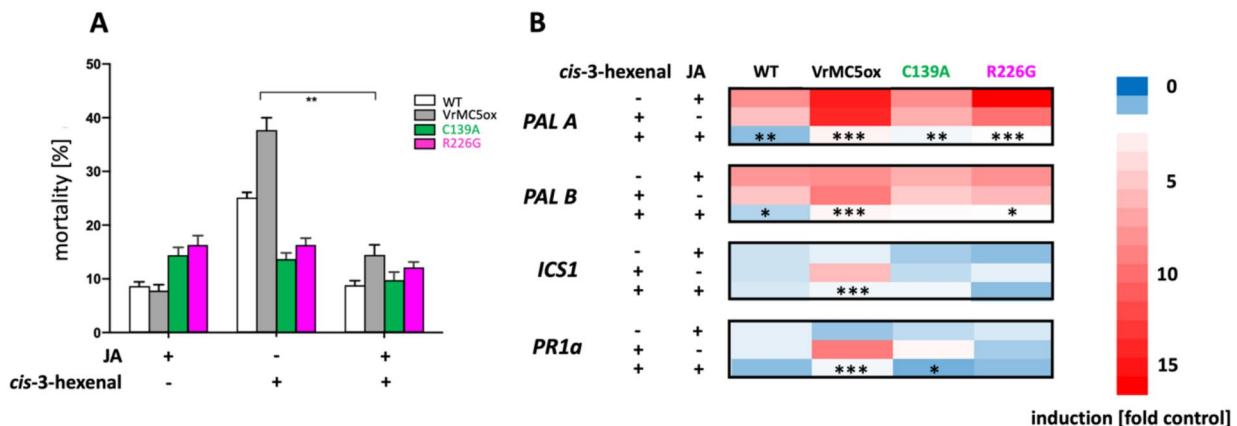 A
mortality [%]
50
40
30
20
10
0
**
WT
VrMC5ox
C139A
R226G
JA + - +
cis-3-hexenal - + +
B
cis-3-hexenal JA WT VrMC5ox C139A R226G
- +
PAL A + -
+ + ** *** ** ***
- +
PAL B + -
+ + * *** *
- +
ICS1 + -
+ + ***
- +
PR1a + -
+ + *** *
0
5
10
15
induction [fold control]